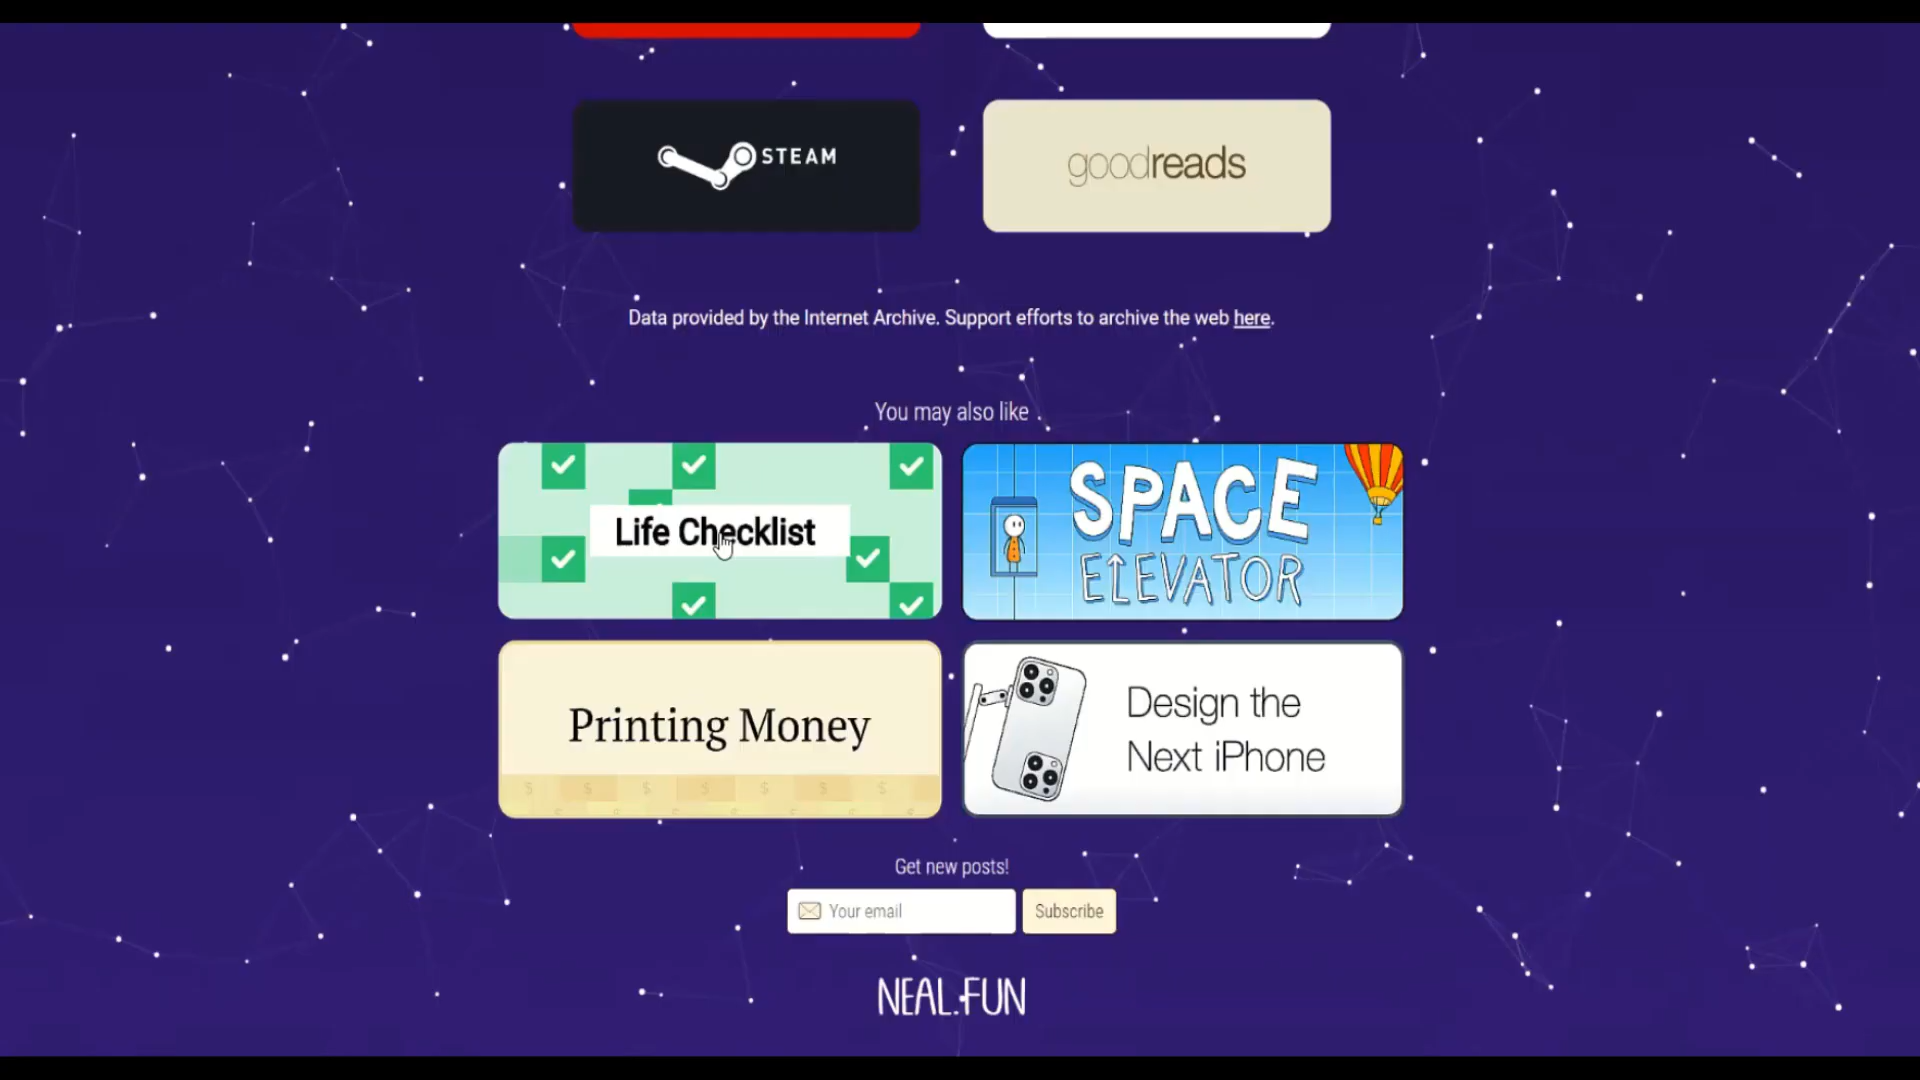 STEAM
goodreads
Data provided by the Internet Archive. Support efforts to archive the web here.
You may also like
Life Checklist
SPACE
ELEVATOR
Printing Money
$ $ $ $ $ $ $
Design the
Next iPhone
Get new posts!
Your email
Subscribe
NEAL.FUN